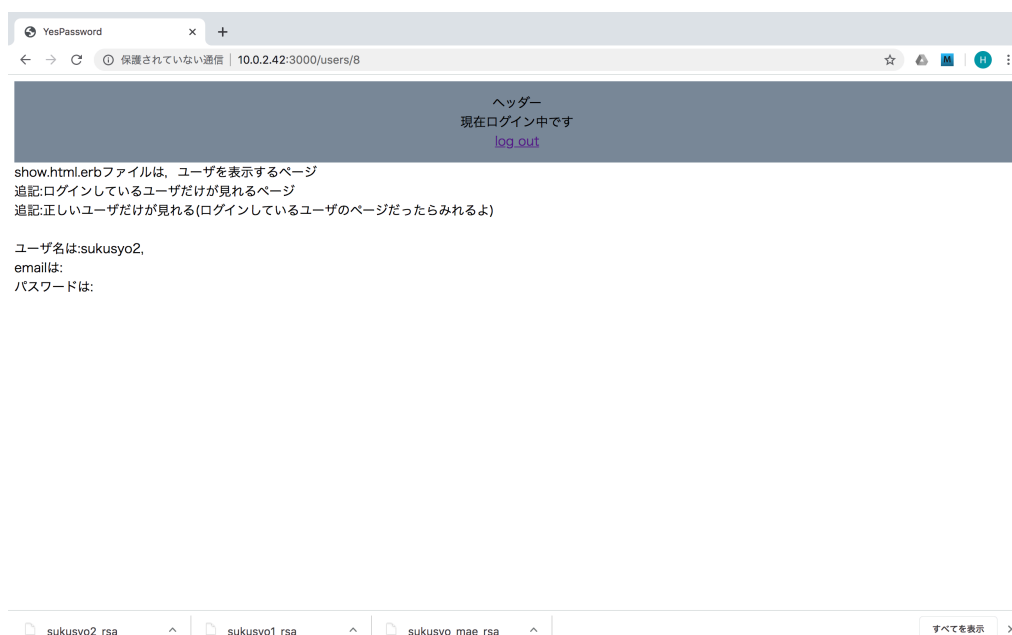 YesPassword
保護されていない通信 10.0.2.42:3000/users/8
M
H
ヘッダー
現在ログイン中です
log out
show.html.erbファイルは，ユーザを表示するページ
追記:ログインしているユーザだけが見れるページ
追記:正しいユーザだけが見れる(ログインしているユーザのページだったらみれるよ)
ユーザ名は:sukusyo2,
emailは:
パスワードは:
sukusyo2_rsa sukusyo1_rsa sukusyo_mae_rsa すべてを表示